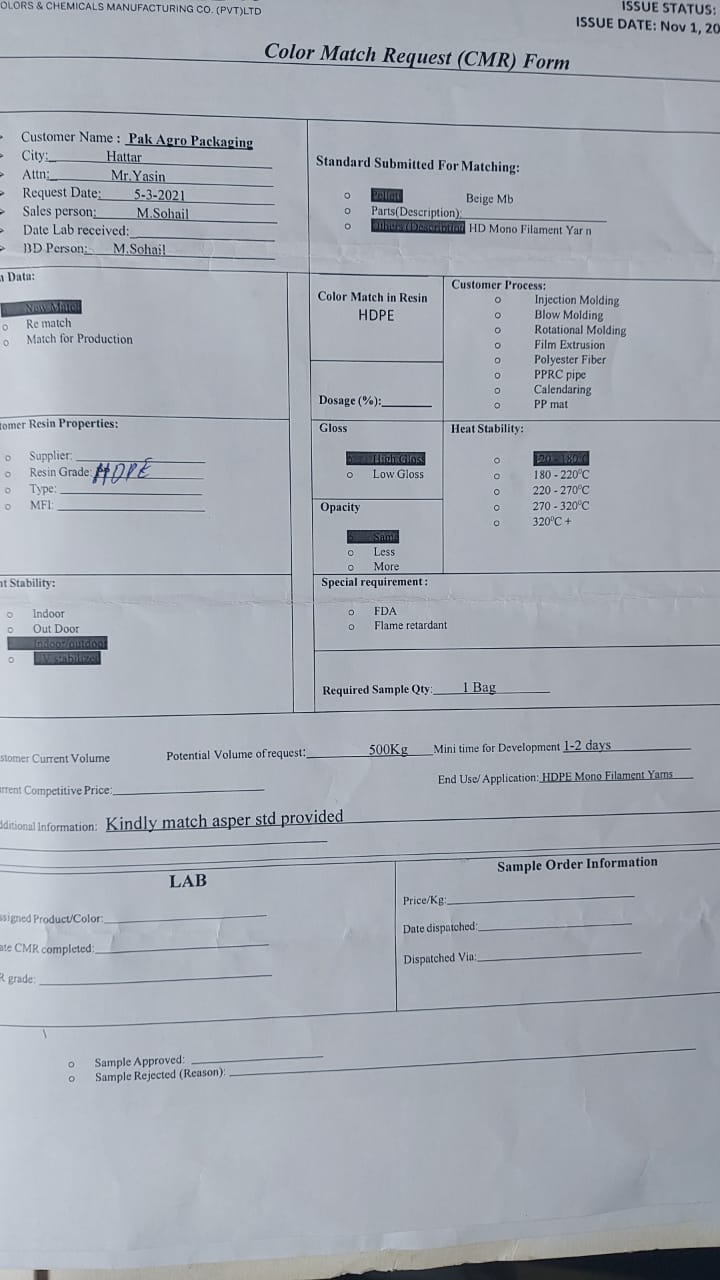 OLORS & CHEMICALS MANUFACTURING CO. (PVT)LTD
ISSUE STATUS:
ISSUE DATE: Nov 1, 20
Color Match Request (CMR) Form
Customer Name : Pak Agro Packaging
City: Hattar
Attn: Mr.Yasin
Request Date: 5-3-2021
Sales person: M.Sohail
Date Lab received:
BD Person: M.Sohail
Standard Submitted For Matching:
Pellet Beige Mb
Parts(Description):
Others (Description) HD Mono Filament Yar n
Data:
New Match
Re match
Match for Production
Color Match in Resin
HDPE
Dosage (%):
Customer Process:
Injection Molding
Blow Molding
Rotational Molding
Film Extrusion
Polyester Fiber
PPRC pipe
Calendaring
PP mat
tomer Resin Properties:
Supplier:
Resin Grade: HDPE
Type:
MFI:
Gloss
High Gloss
Low Gloss
Opacity
Same
Less
More
Heat Stability:
180 - 220°C
220 - 270°C
270 - 320°C
320°C +
ht Stability:
Indoor
Out Door
Indoor/outdoor
UV stabilized
Special requirement :
FDA
Flame retardant
Required Sample Qty: 1 Bag
stomer Current Volume Potential Volume of request: 500Kg Mini time for Development 1-2 days
rrent Competitive Price: End Use/ Application: HDPE Mono Filament Yarns
dditional Information: Kindly match asper std provided
LAB
ssigned Product/Color:
ate CMR completed:
R grade:
Sample Order Information
Price/Kg:
Date dispatched:
Dispatched Via:
Sample Approved:
Sample Rejected (Reason):